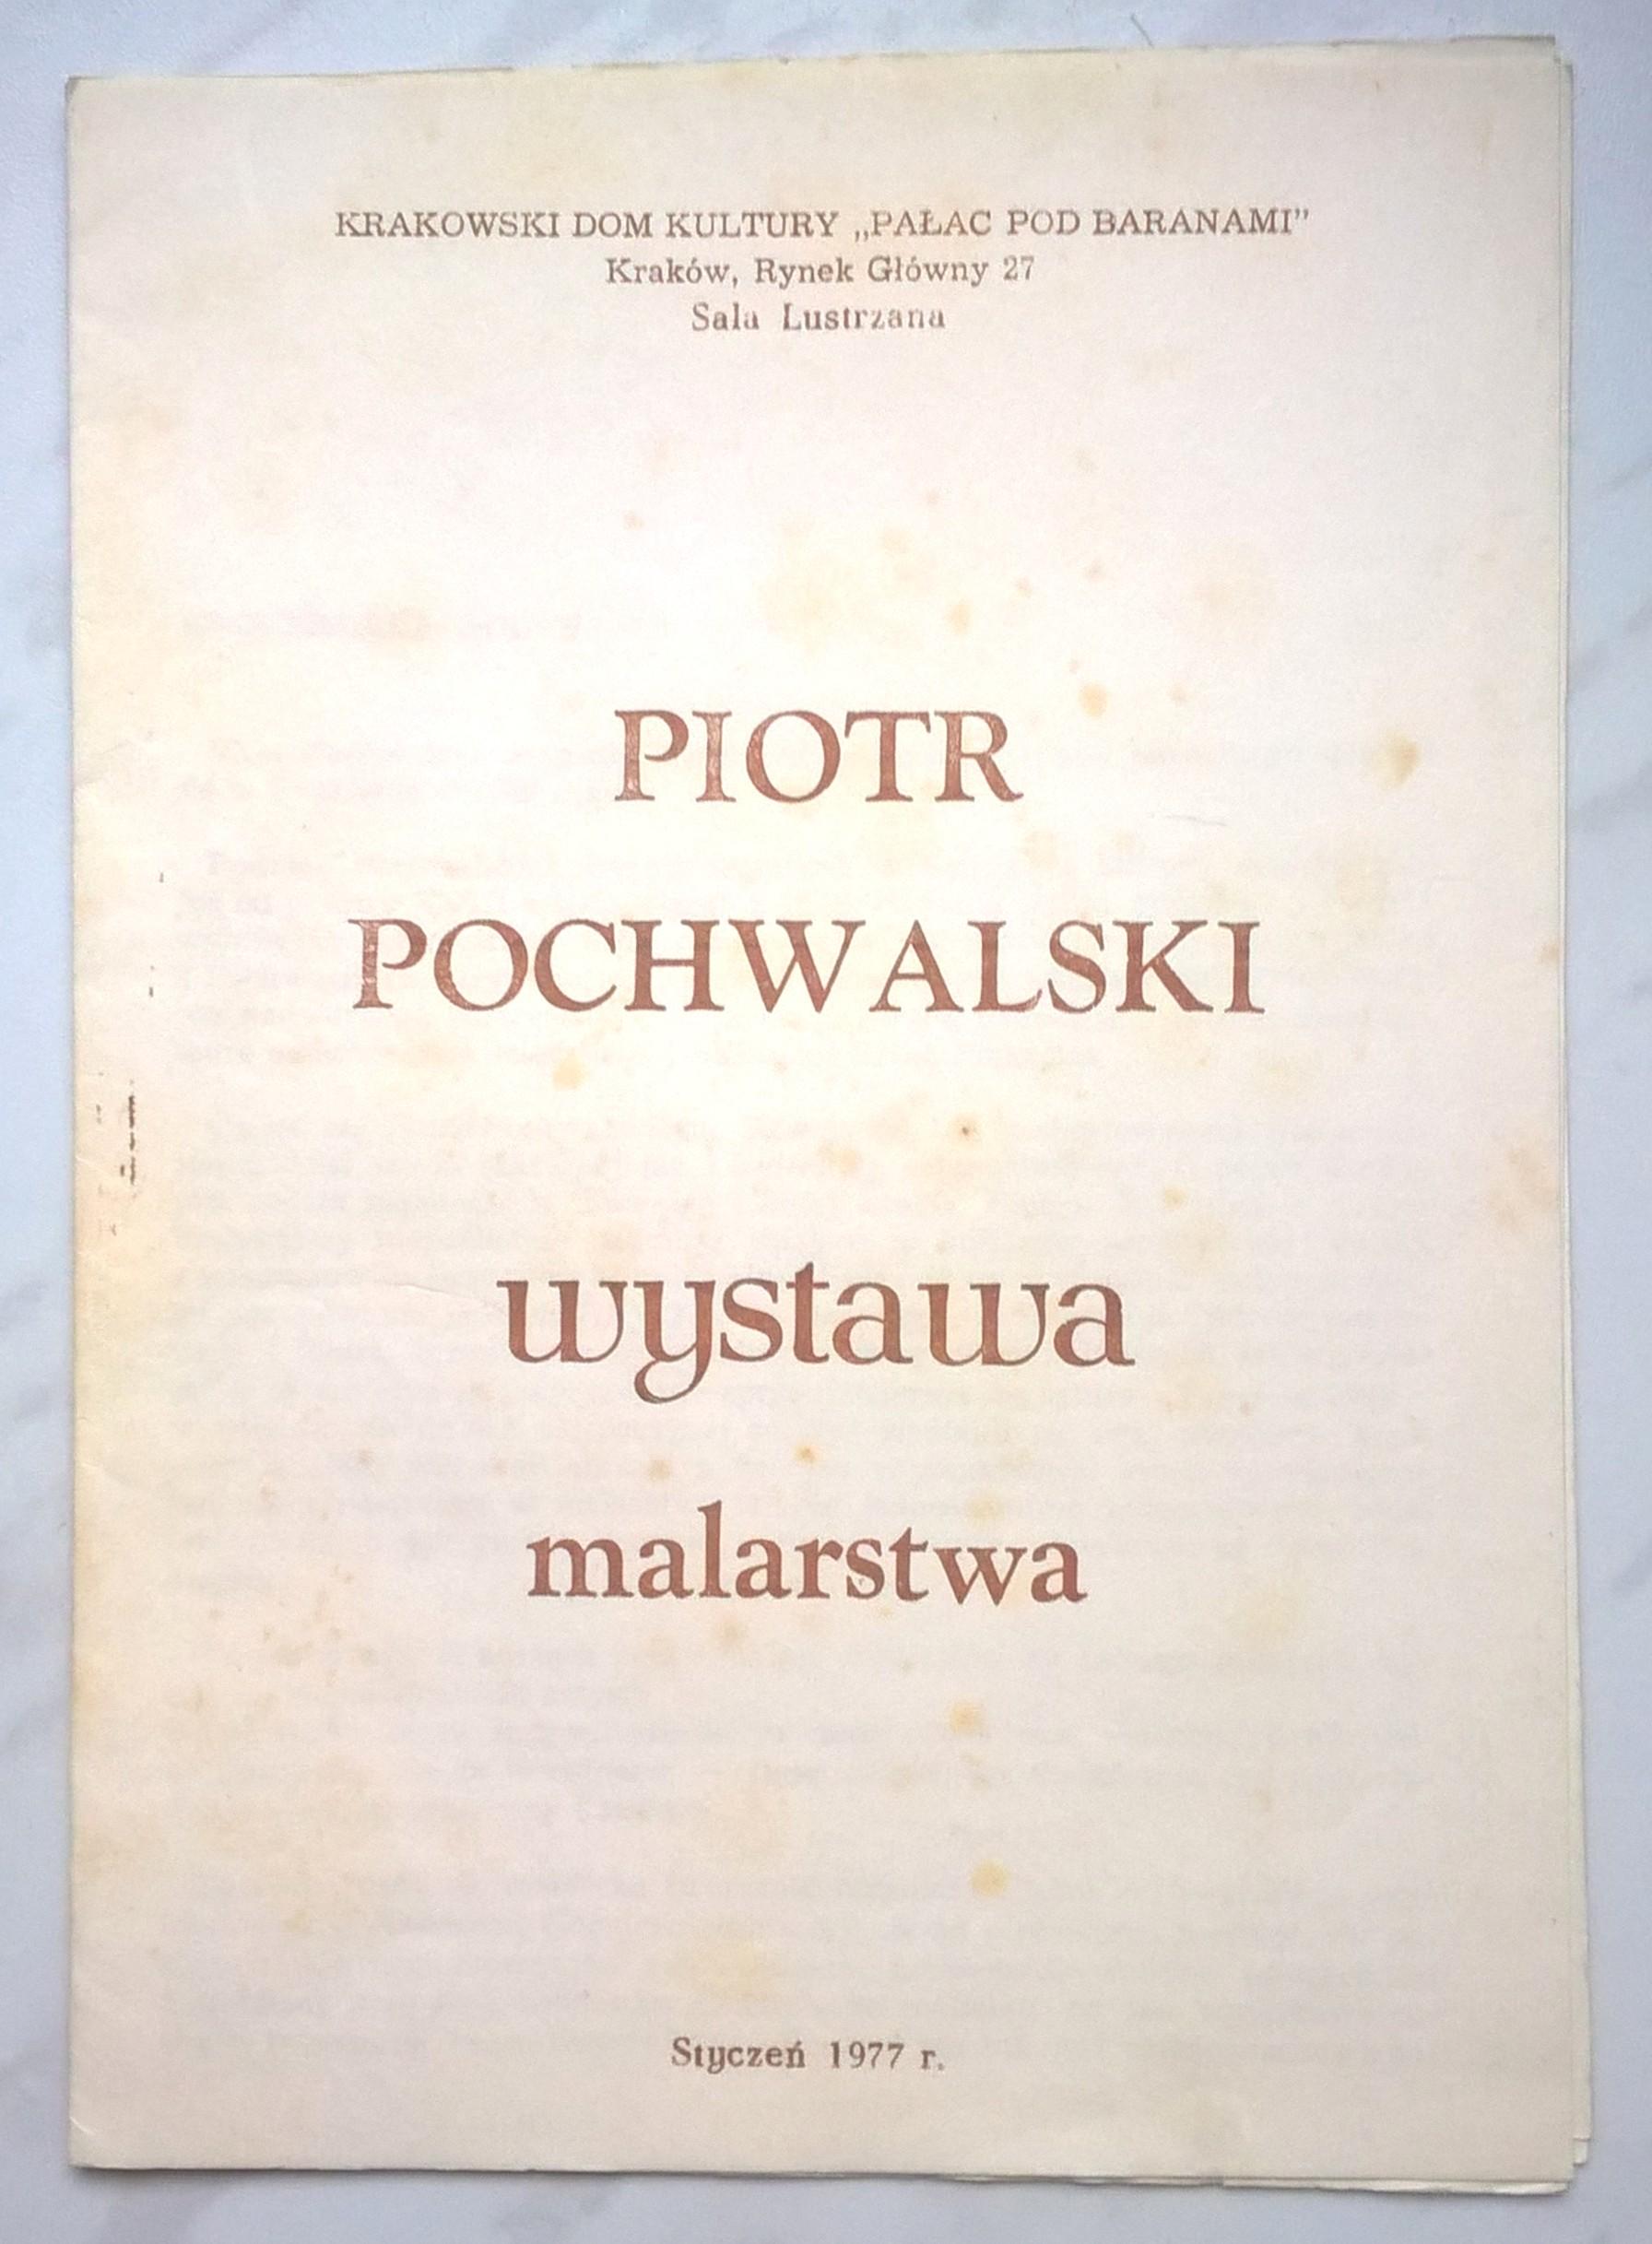 KRAKOWSKI DOM KULTURY „PAŁAC POD BARANAMI”
Kraków, Rynek Główny 27
Sala Lustrzana
PIOTR
POCHWALSKI
wystawa
malarstwa
Styczeń 1977 r.